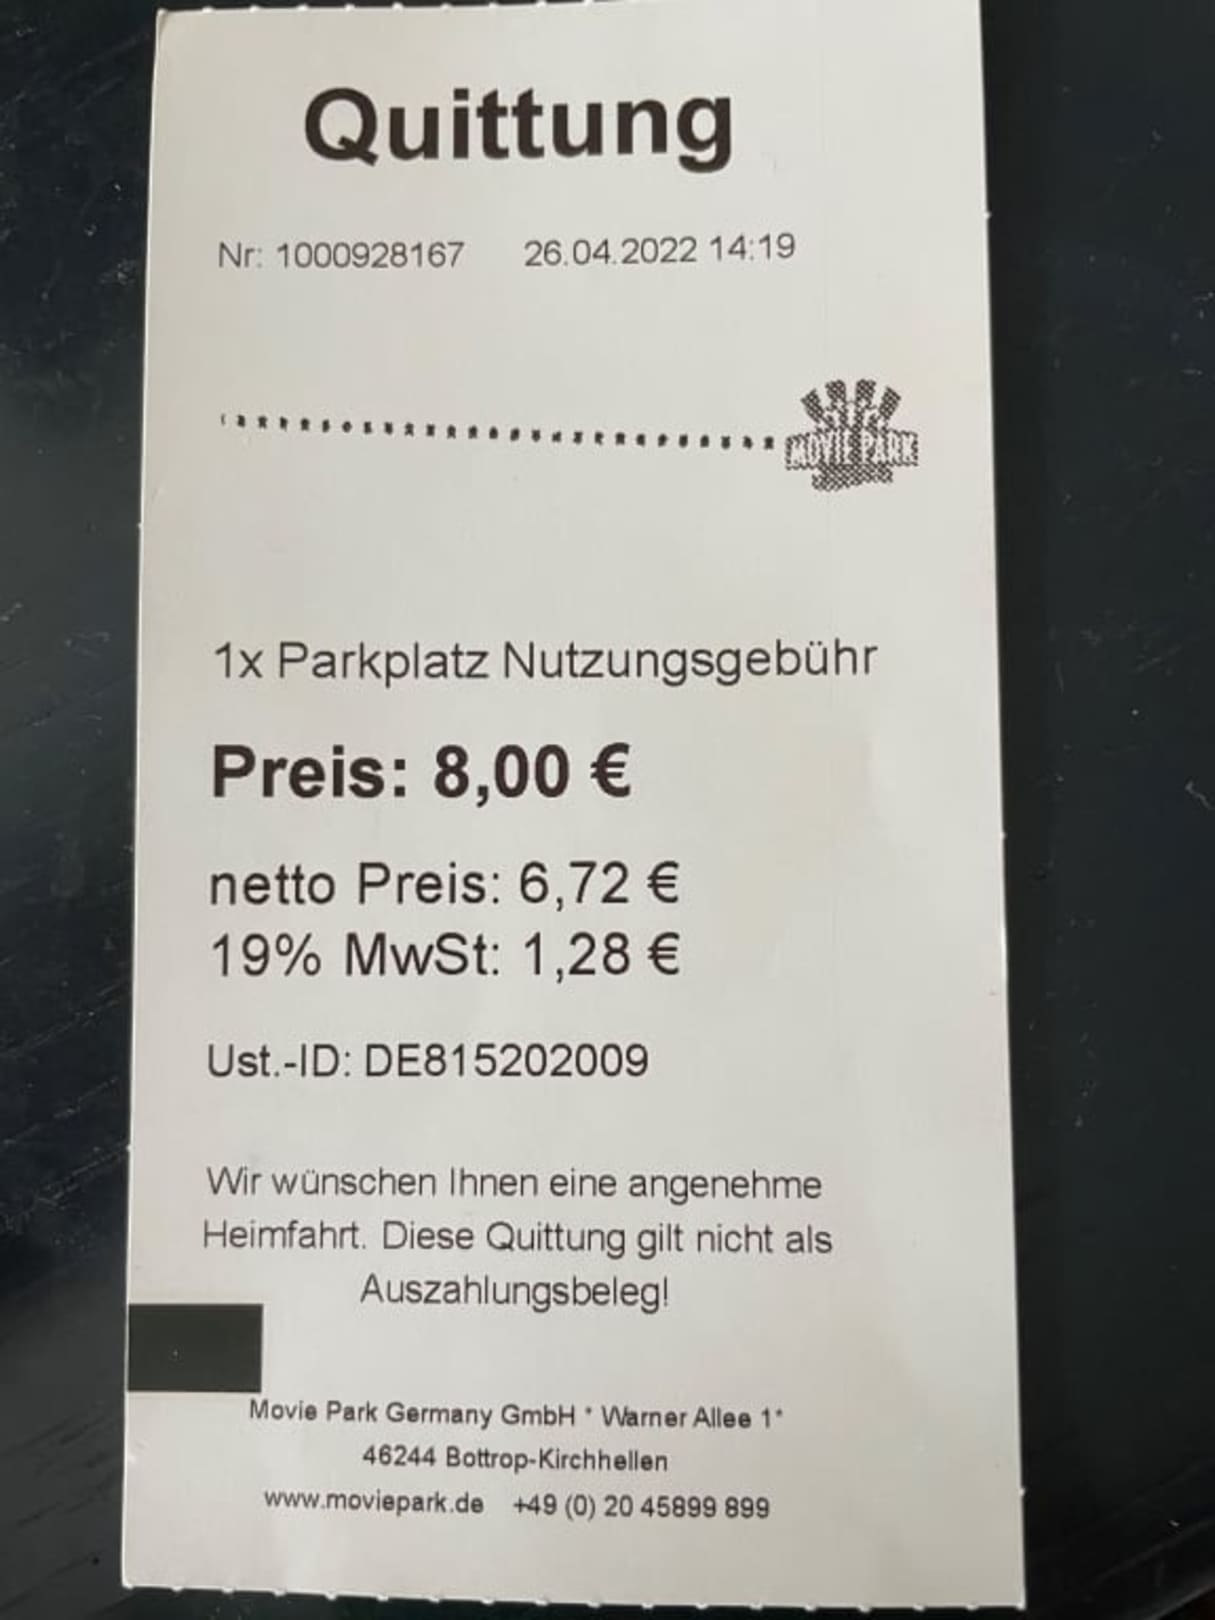 Quittung
Nr: 1000928167 26.04.2022 14:19
MOVIE PARK
1x Parkplatz Nutzungsgebühr
Preis: 8,00 €
netto Preis: 6,72 €
19% MwSt: 1,28 €
Ust.-ID: DE815202009
Wir wünschen Ihnen eine angenehme
Heimfahrt. Diese Quittung gilt nicht als
Auszahlungsbeleg!
Movie Park Germany GmbH * Warner Allee 1*
46244 Bottrop-Kirchhellen
www.moviepark.de +49 (0) 20 45899 899